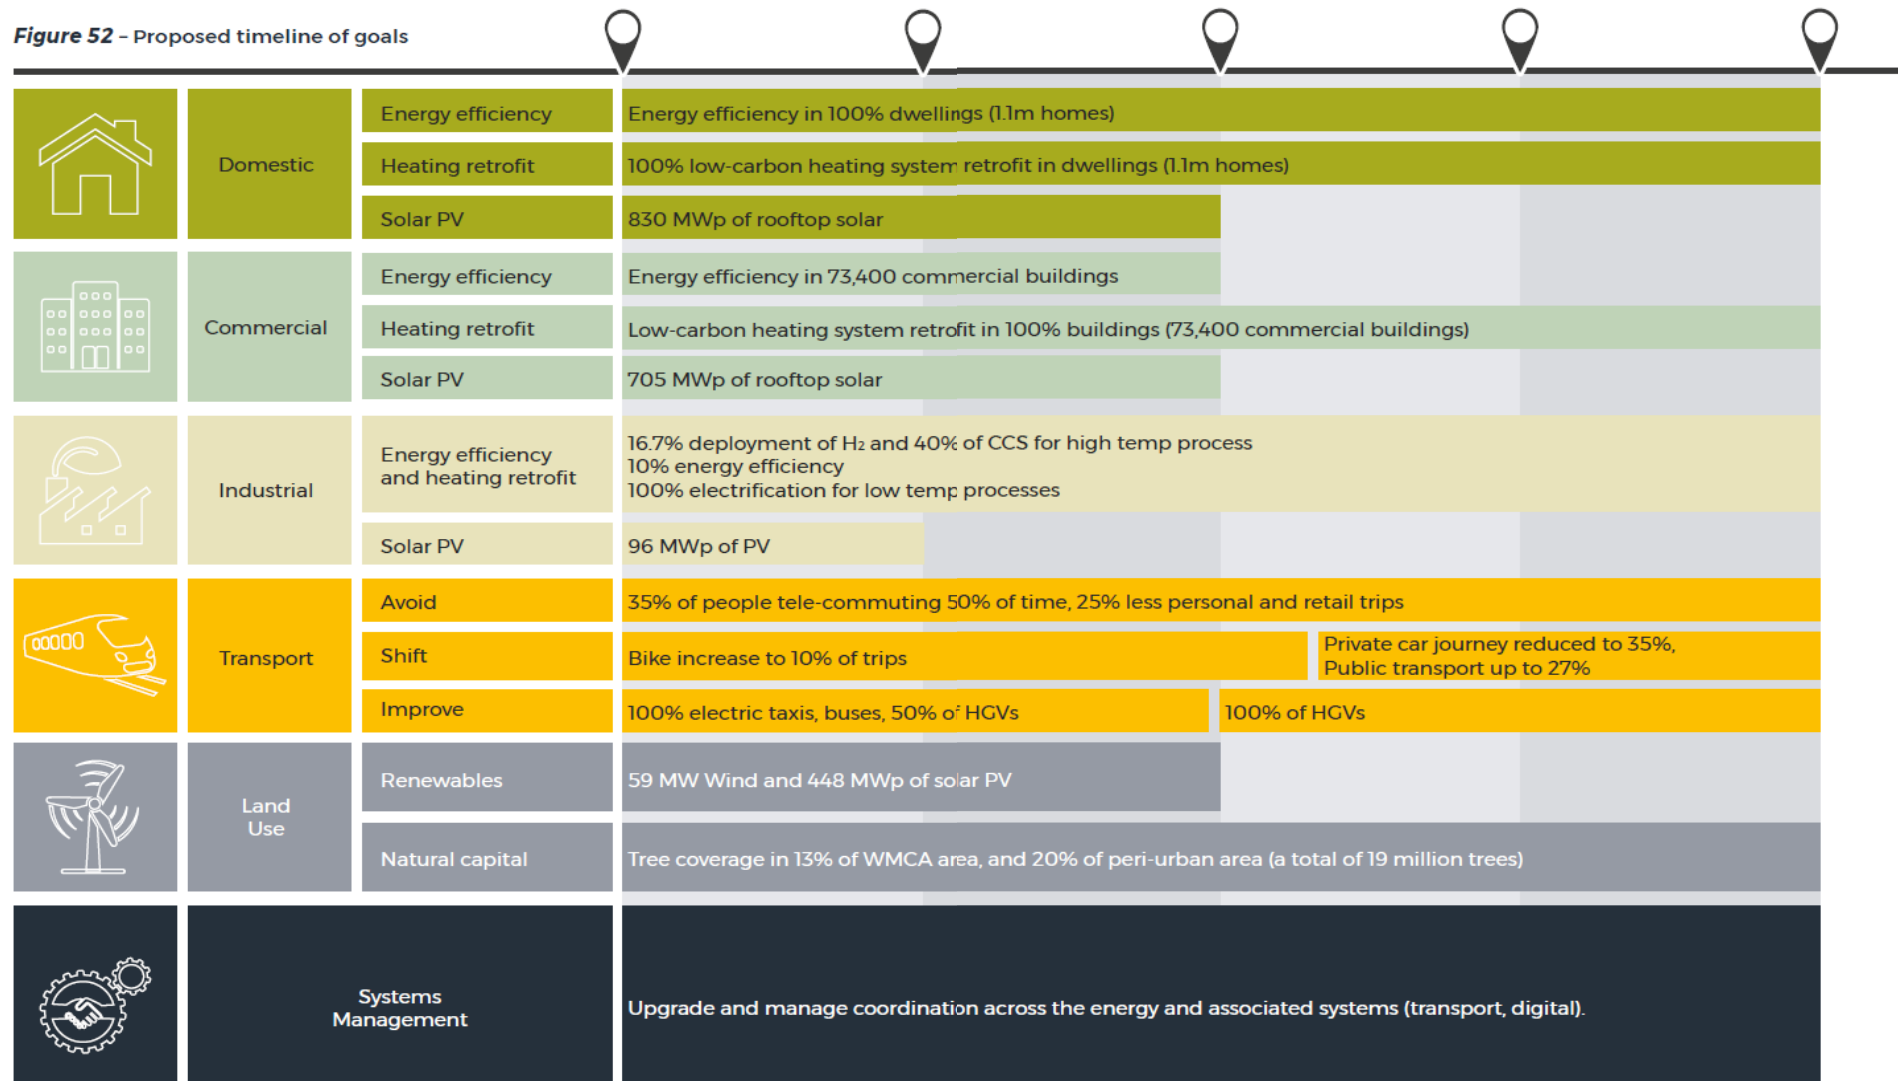 Figure 52 – Proposed timeline of goals
Domestic
Energy efficiency
Energy efficiency in 100% dwellings (1.1m homes)
Heating retrofit
100% low-carbon heating system retrofit in dwellings (1.1m homes)
Solar PV
830 MWp of rooftop solar
Commercial
Energy efficiency
Energy efficiency in 73,400 commercial buildings
Heating retrofit
Low-carbon heating system retrofit in 100% buildings (73,400 commercial buildings)
Solar PV
705 MWp of rooftop solar
Industrial
Energy efficiency
and heating retrofit
16.7% deployment of H₂ and 40% of CCS for high temp process
10% energy efficiency
100% electrification for low temp processes
Solar PV
96 MWp of PV
Transport
Avoid
35% of people tele-commuting 50% of time, 25% less personal and retail trips
Shift
Bike increase to 10% of trips
Private car journey reduced to 35%,
Public transport up to 27%
Improve
100% electric taxis, buses, 50% of HGVs
100% of HGVs
Land
Use
Renewables
59 MW Wind and 448 MWp of solar PV
Natural capital
Tree coverage in 13% of WMCA area, and 20% of peri-urban area (a total of 19 million trees)
Systems
Management
Upgrade and manage coordination across the energy and associated systems (transport, digital).